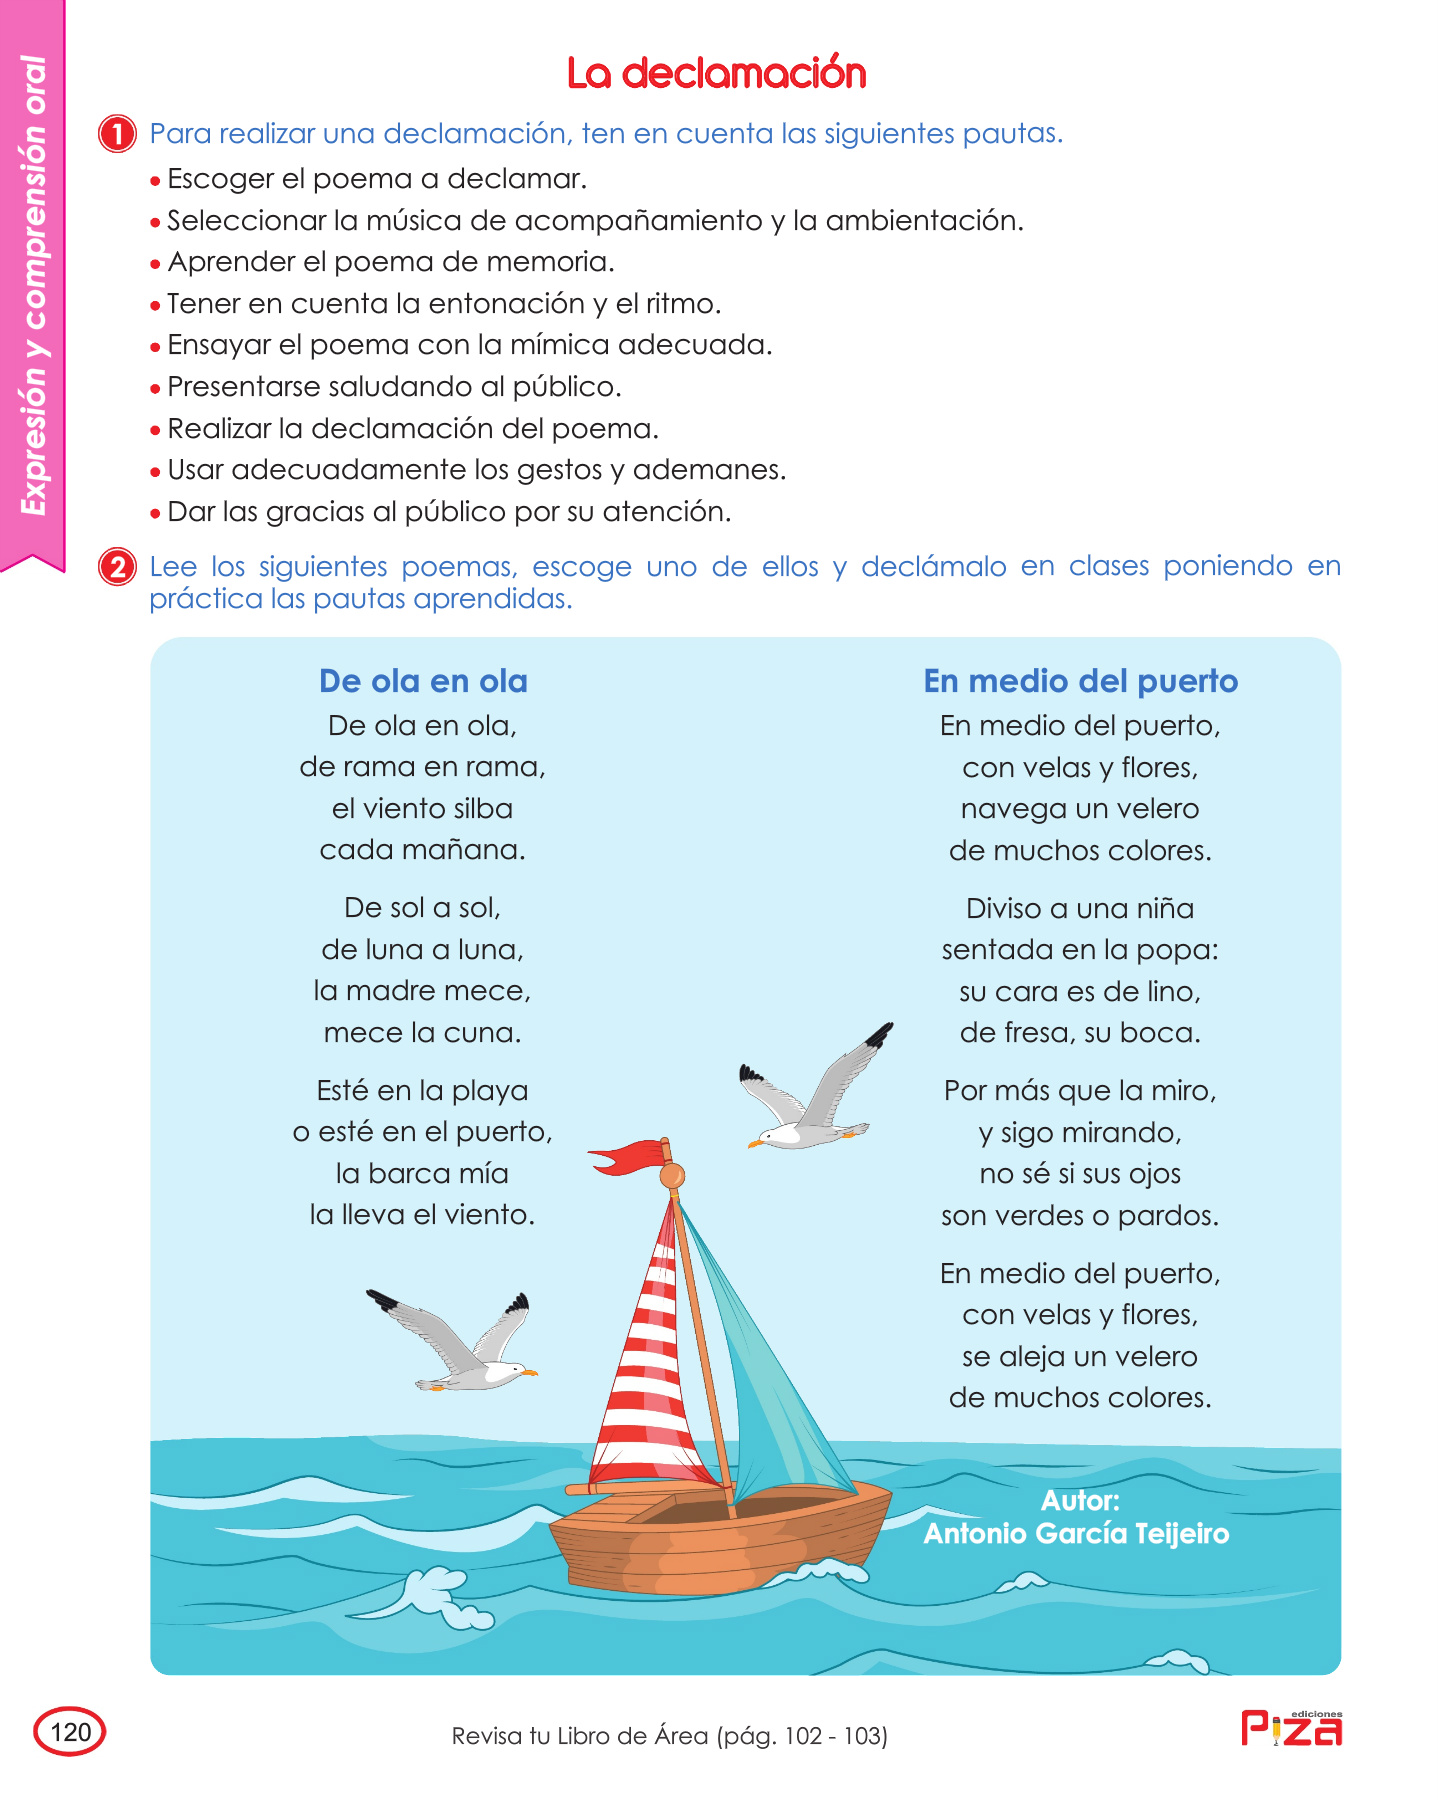 Expresión y comprensión oral
La declamación
1 Para realizar una declamación, ten en cuenta las siguientes pautas.
• Escoger el poema a declamar.
• Seleccionar la música de acompañamiento y la ambientación.
• Aprender el poema de memoria.
• Tener en cuenta la entonación y el ritmo.
• Ensayar el poema con la mímica adecuada.
• Presentarse saludando al público.
• Realizar la declamación del poema.
• Usar adecuadamente los gestos y ademanes.
• Dar las gracias al público por su atención.
2 Lee los siguientes poemas, escoge uno de ellos y declámalo en clases poniendo en
práctica las pautas aprendidas.
De ola en ola
De ola en ola,
de rama en rama,
el viento silba
cada mañana.
De sol a sol,
de luna a luna,
la madre mece,
mece la cuna.
Esté en la playa
o esté en el puerto,
la barca mía
la lleva el viento.
En medio del puerto
En medio del puerto,
con velas y flores,
navega un velero
de muchos colores.
Diviso a una niña
sentada en la popa:
su cara es de lino,
de fresa, su boca.
Por más que la miro,
y sigo mirando,
no sé si sus ojos
son verdes o pardos.
En medio del puerto,
con velas y flores,
se aleja un velero
de muchos colores.
Autor:
Antonio García Teijeiro
120
Revisa tu Libro de Área (pág. 102 - 103)
ediciones
Piza